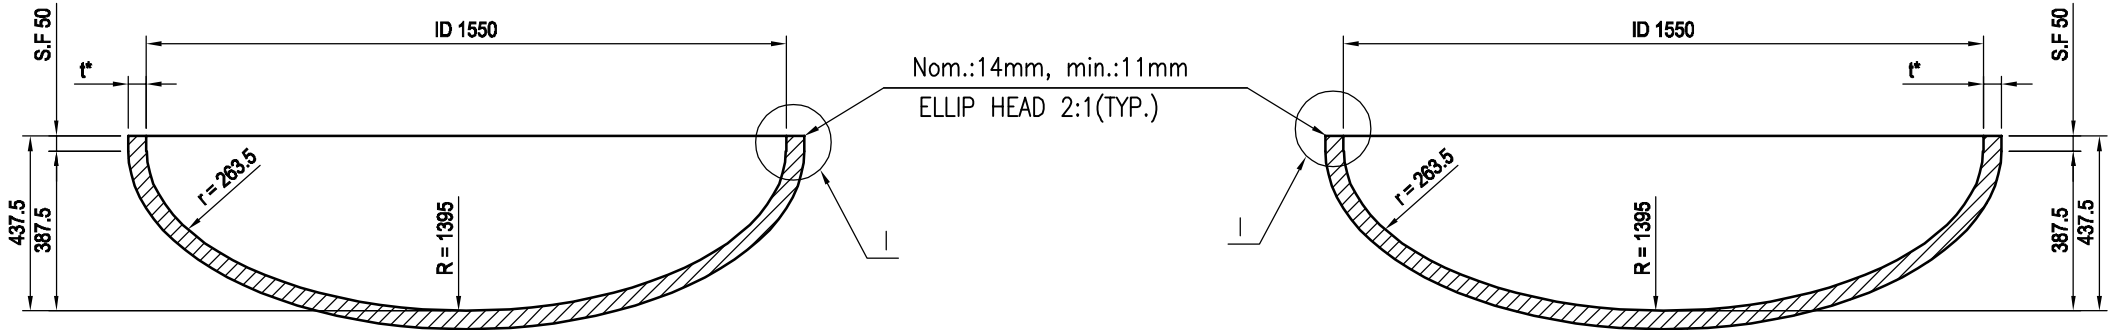 S.F 50
ID 1550
t*
437.5
387.5
r = 263.5
R = 1395
I
Nom.:14mm, min.:11mm
ELLIP HEAD 2:1(TYP.)
ID 1550
S.F 50
t*
r = 263.5
R = 1395
387.5
437.5
I